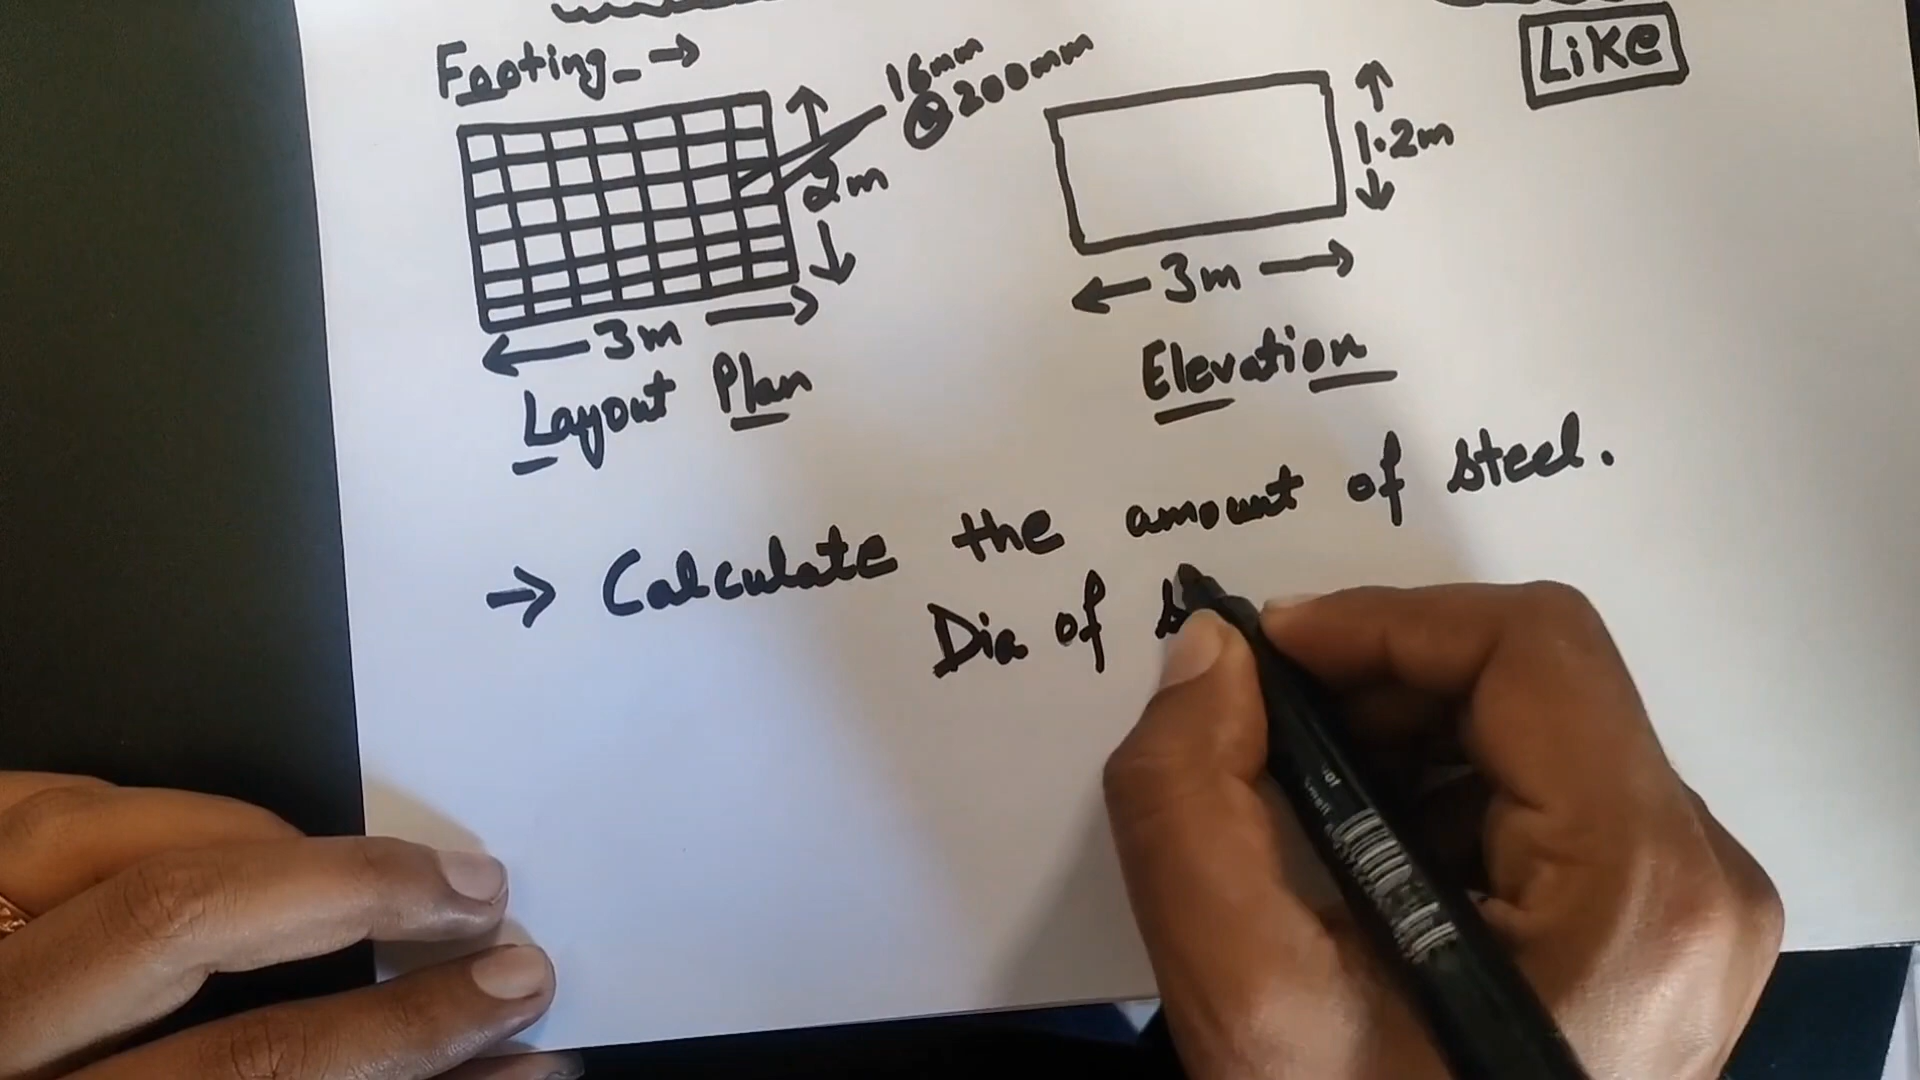 Footing →
Like
16mm
@200mm
2m
1.2m
3m
3m
Layout Plan
Elevation
→ Calculate the amount of steel.
Dia of s